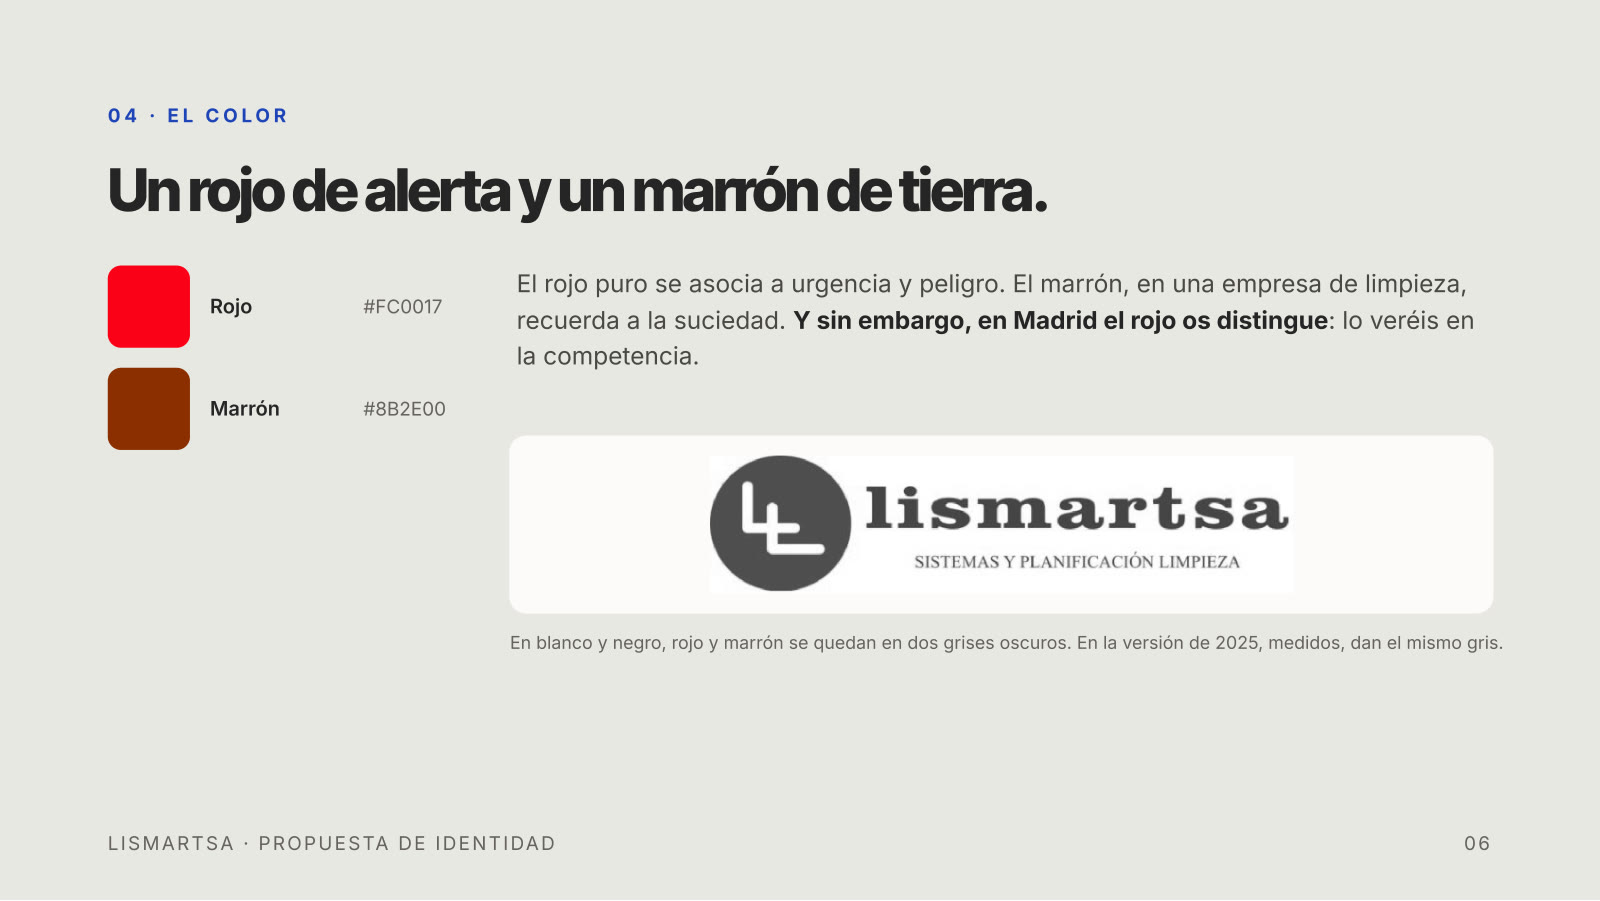 04 · EL COLOR
Un rojo de alerta y un marrón de tierra.
Rojo #FC0017
Marrón #8B2E00
El rojo puro se asocia a urgencia y peligro. El marrón, en una empresa de limpieza,
recuerda a la suciedad. Y sin embargo, en Madrid el rojo os distingue: lo veréis en
la competencia.
lismartsa
SISTEMAS Y PLANIFICACIÓN LIMPIEZA
En blanco y negro, rojo y marrón se quedan en dos grises oscuros. En la versión de 2025, medidos, dan el mismo gris.
LISMARTSA · PROPUESTA DE IDENTIDAD
06